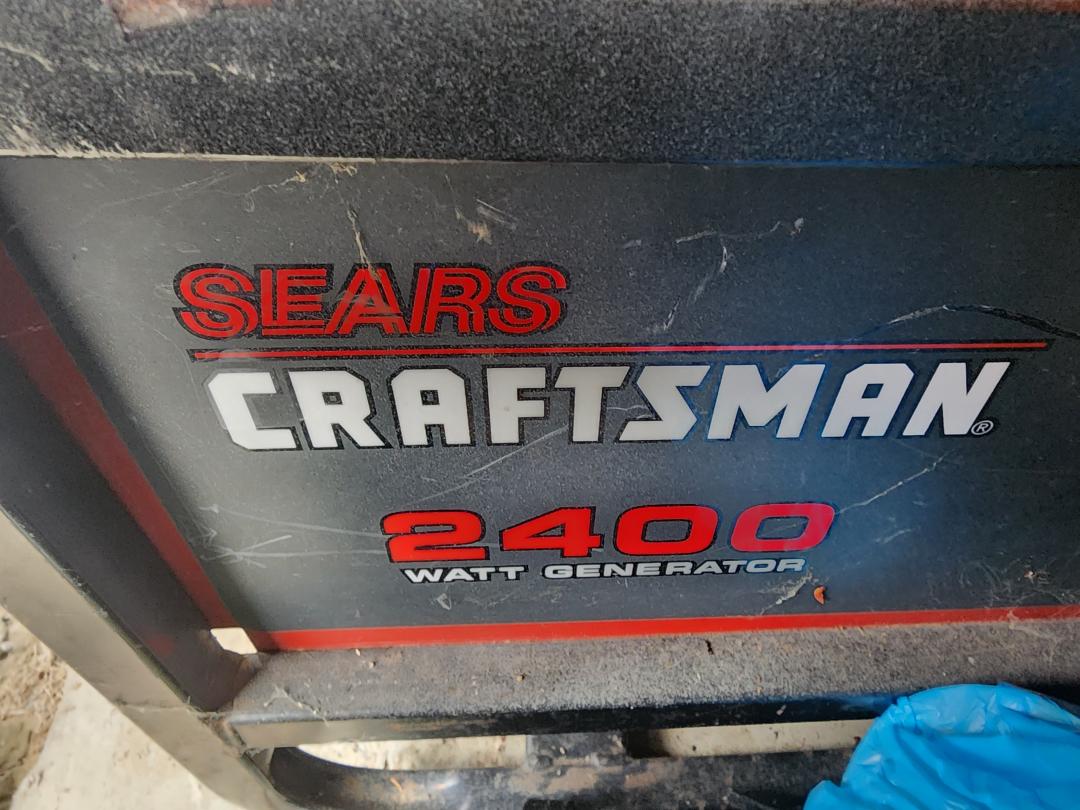 SEARS
CRAFTSMAN®
2400
WATT GENERATOR